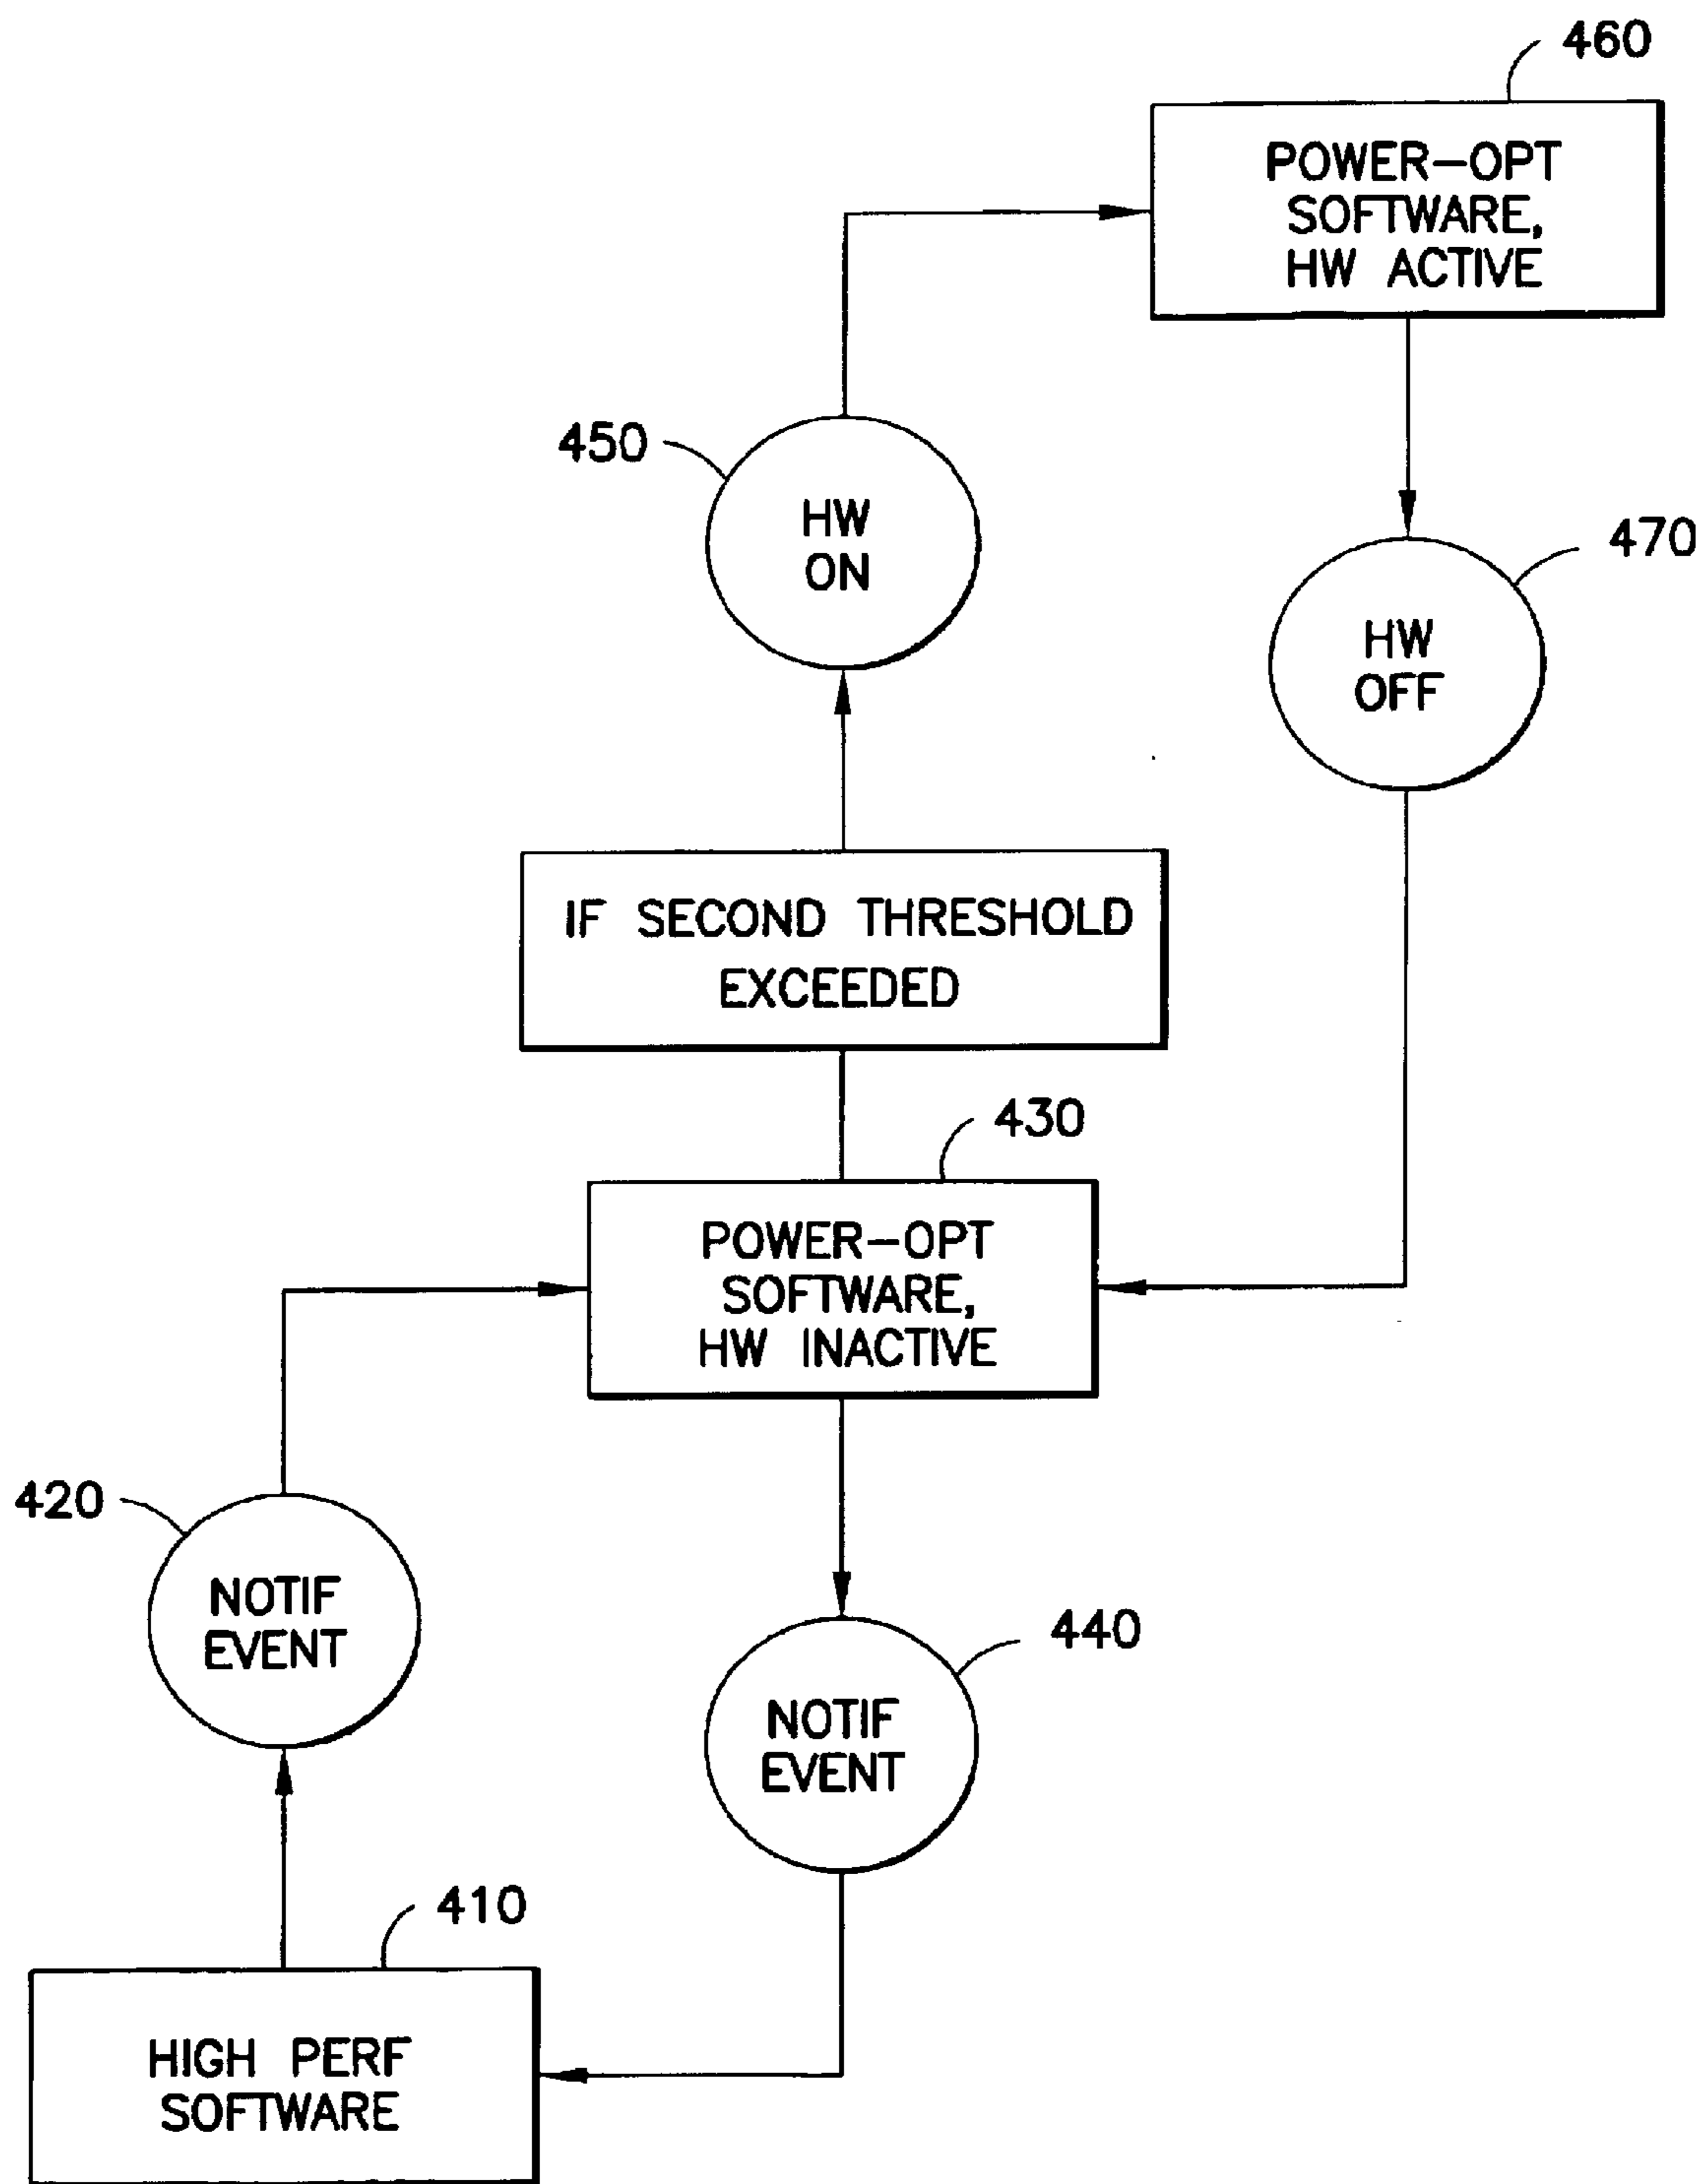 460
POWER-OPT
SOFTWARE,
HW ACTIVE
450
HW
ON
470
HW
OFF
IF SECOND THRESHOLD
EXCEEDED
430
POWER-OPT
SOFTWARE,
HW INACTIVE
420
NOTIF
EVENT
440
NOTIF
EVENT
410
HIGH PERF
SOFTWARE